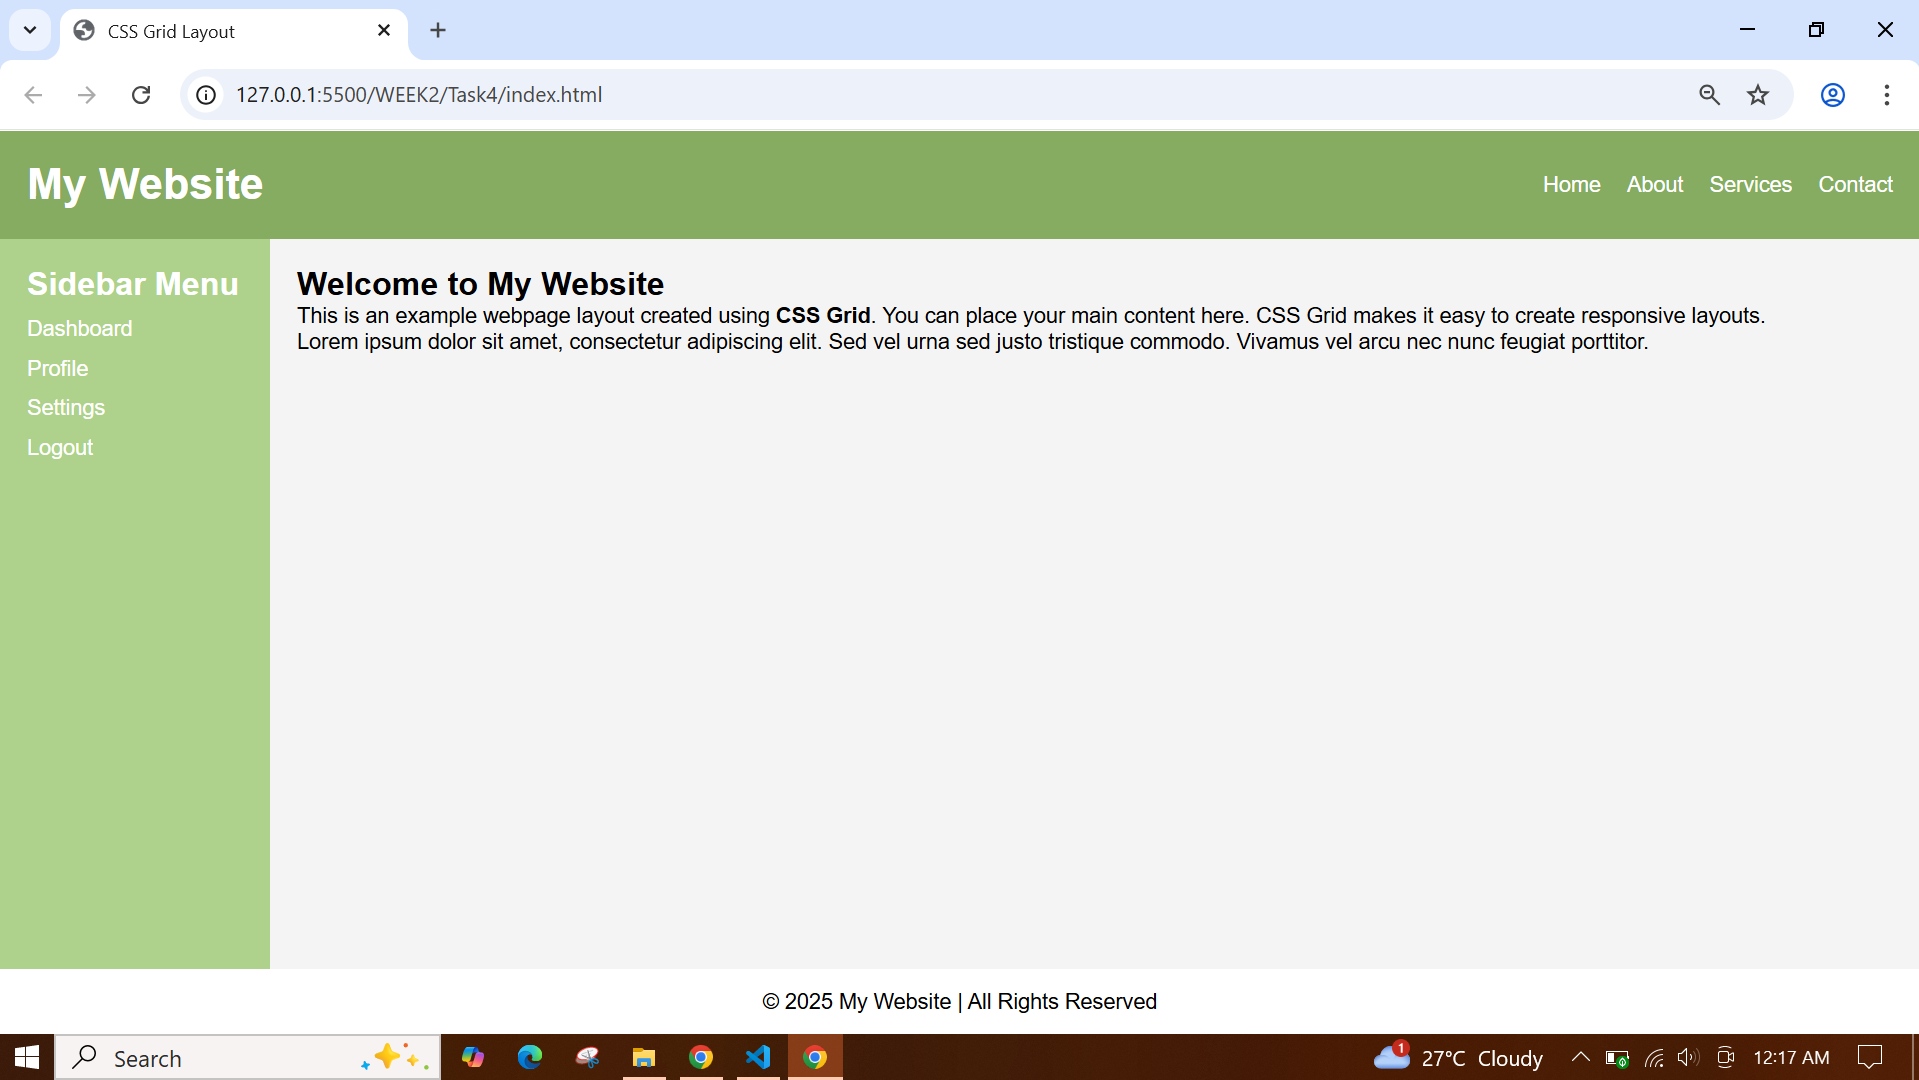 CSS Grid Layout
127.0.0.1:5500/WEEK2/Task4/index.html
My Website
Home About Services Contact
Sidebar Menu
Dashboard
Profile
Settings
Logout
Welcome to My Website
This is an example webpage layout created using CSS Grid. You can place your main content here. CSS Grid makes it easy to create responsive layouts.
Lorem ipsum dolor sit amet, consectetur adipiscing elit. Sed vel urna sed justo tristique commodo. Vivamus vel arcu nec nunc feugiat porttitor.
© 2025 My Website | All Rights Reserved
Search 1 27°C Cloudy 12:17 AM